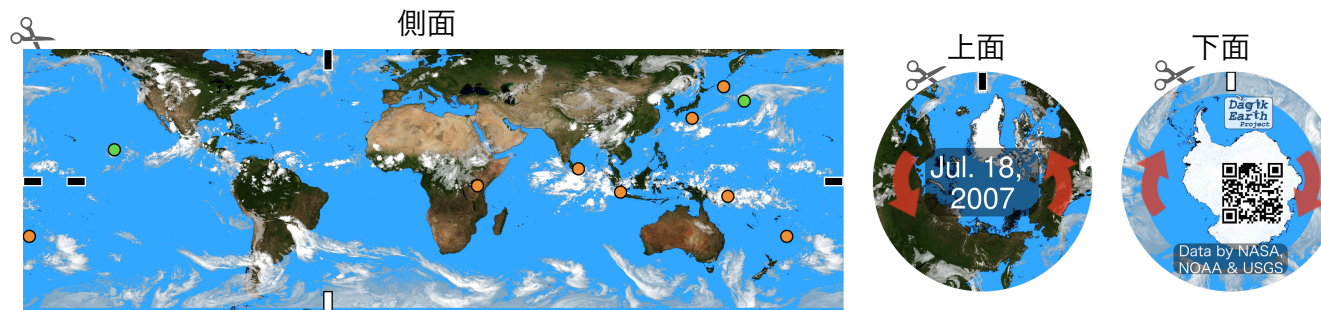 側面
上面
下面
Jul. 18,
2007
Dagik
Earth
Project
Data by NASA,
NOAA & USGS